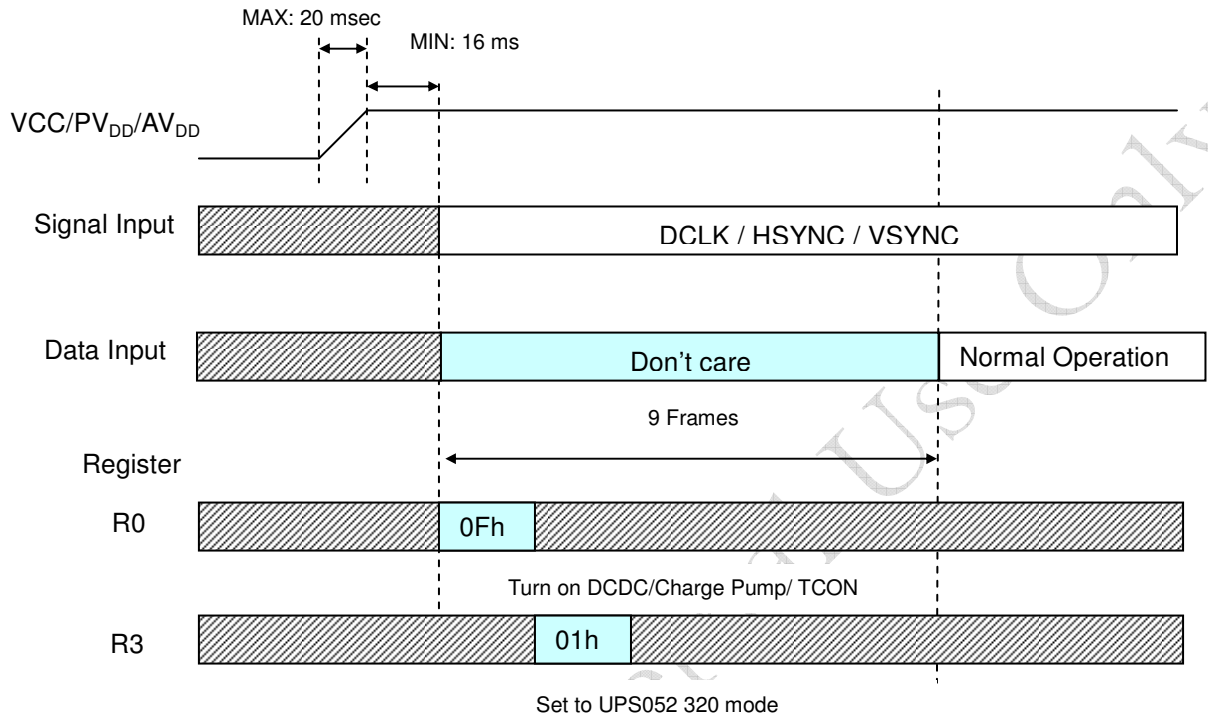 MAX: 20 msec
MIN: 16 ms
VCC/PVDD/AVDD
Signal Input
DCLK / HSYNC / VSYNC
Data Input
Don't care
Normal Operation
9 Frames
Register
R0
0Fh
Turn on DCDC/Charge Pump/ TCON
R3
01h
Set to UPS052 320 mode
Use Only